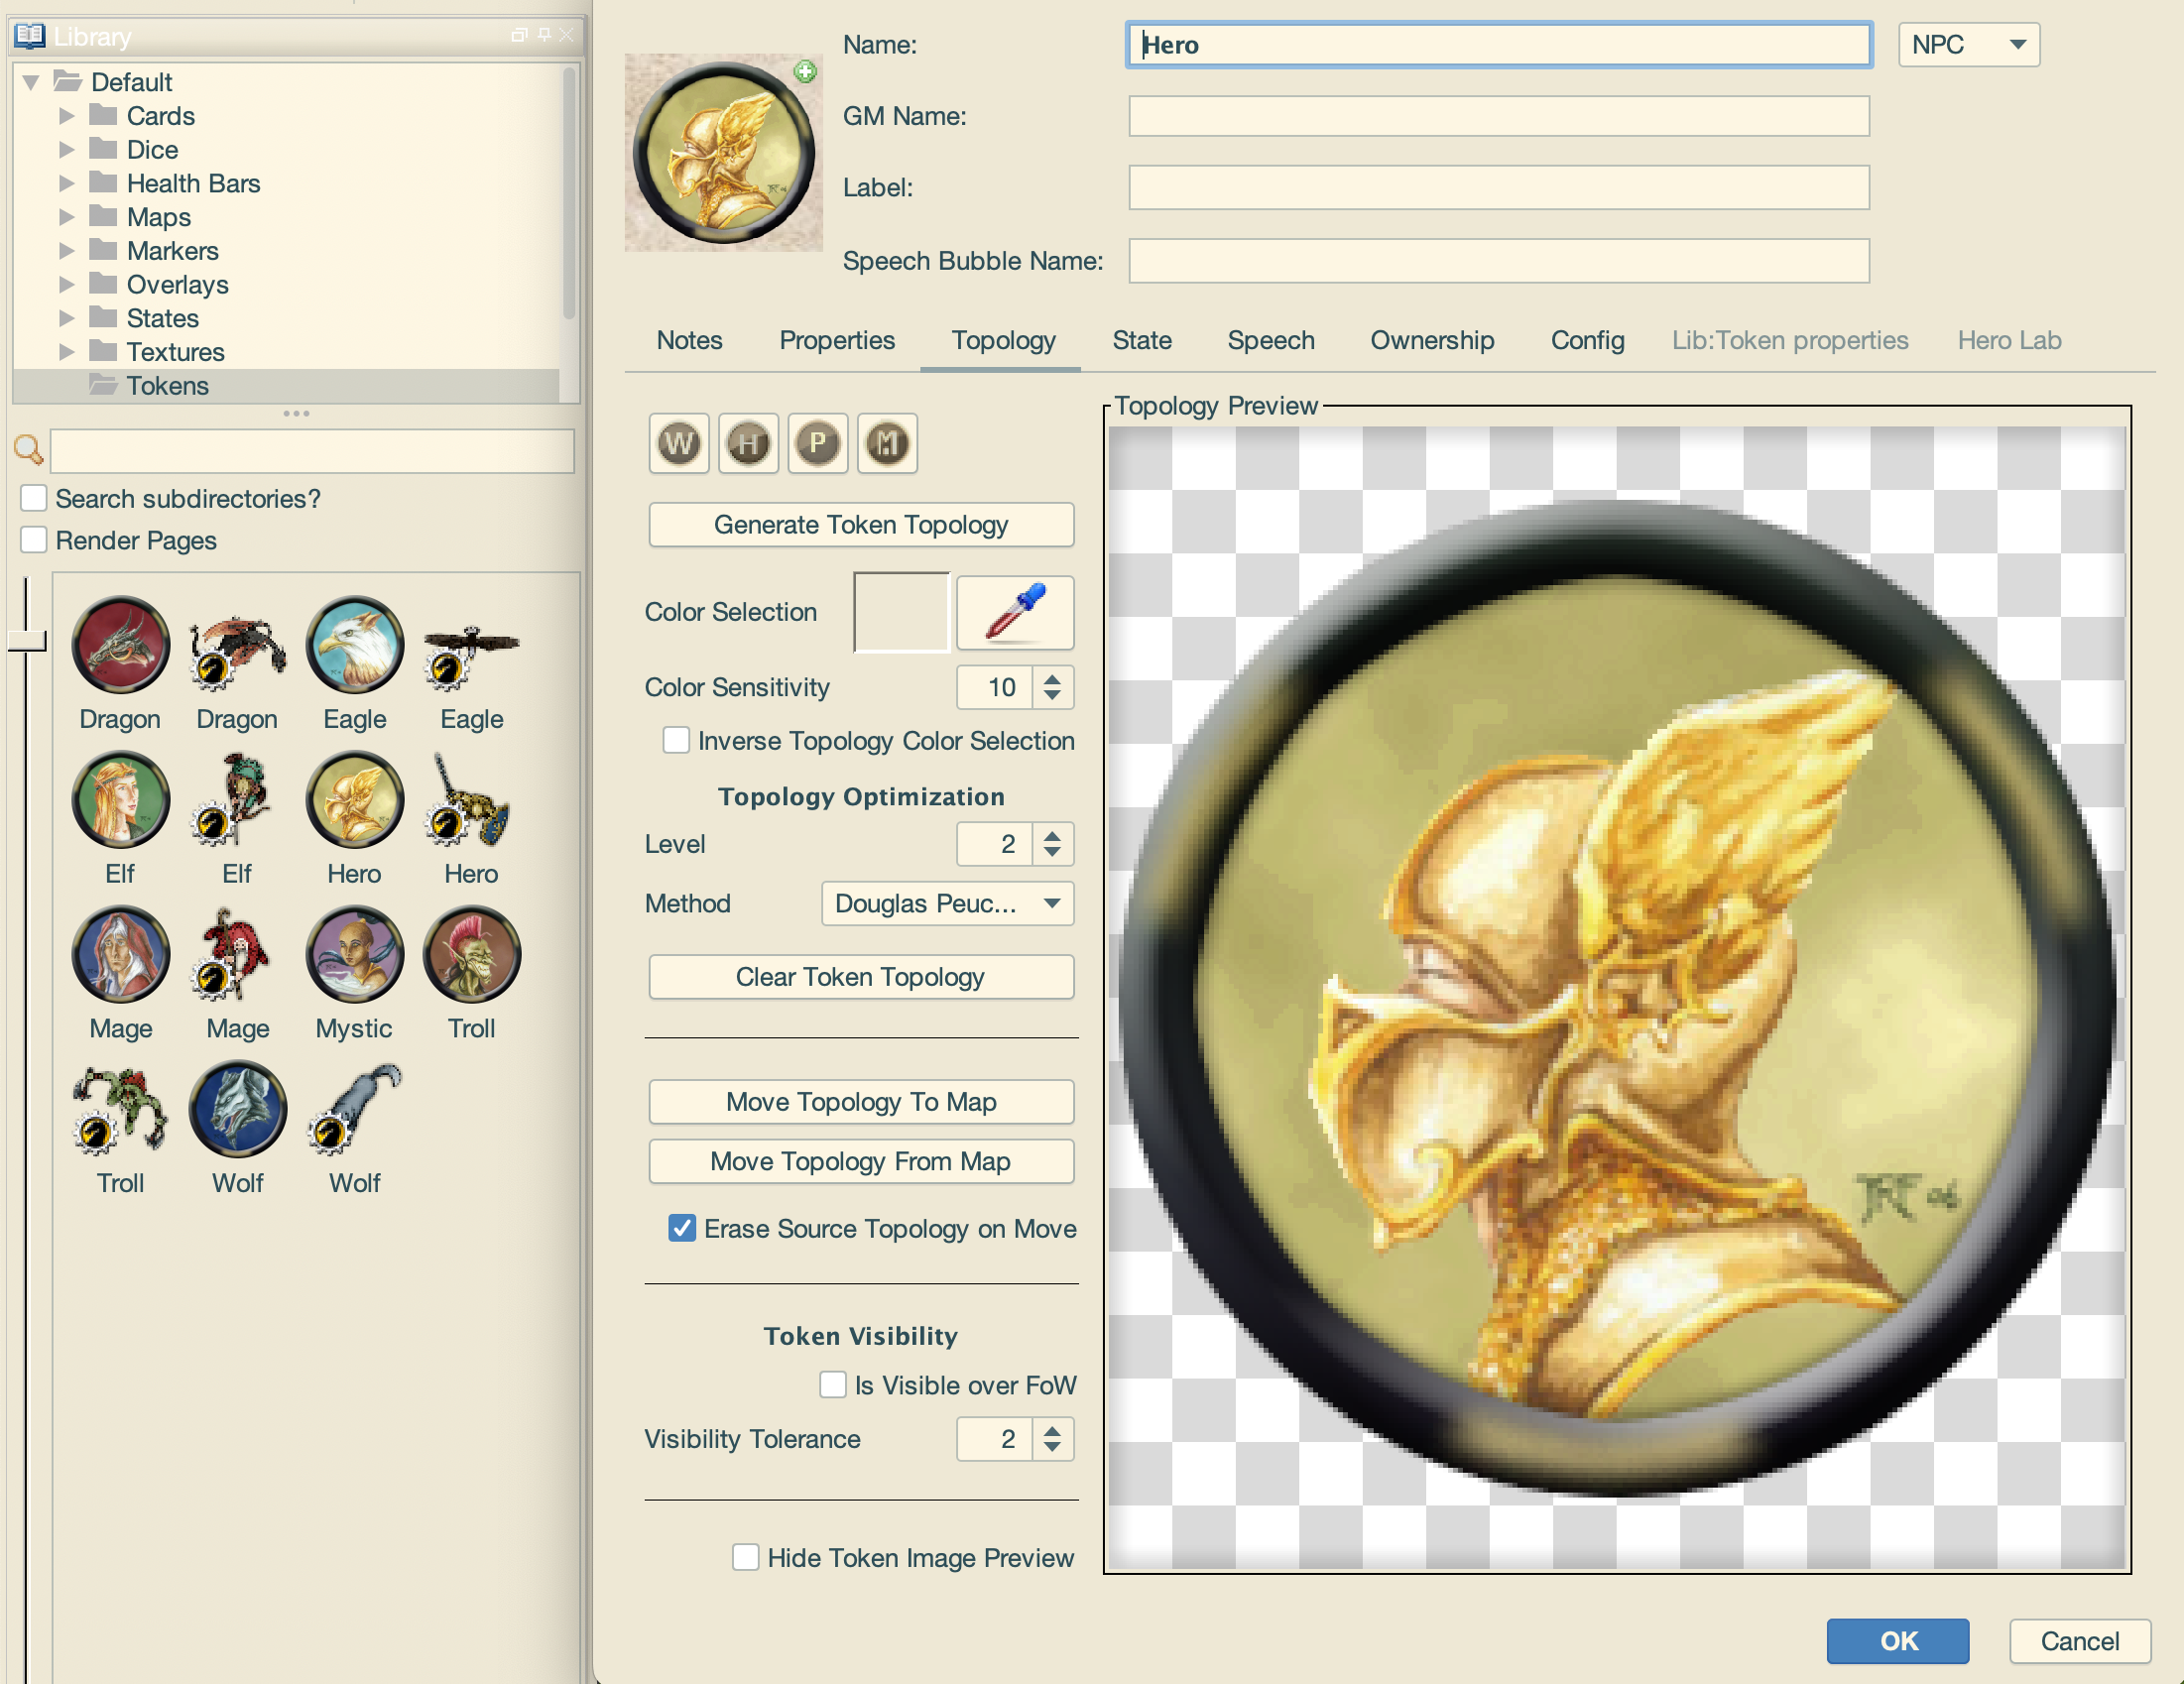 Library
Default
Cards
Dice
Health Bars
Maps
Markers
Overlays
States
Textures
Tokens
Search subdirectories?
Render Pages
Dragon Dragon Eagle Eagle
Elf Elf Hero Hero
Mage Mage Mystic Troll
Troll Wolf Wolf
Name: Hero NPC
GM Name:
Label:
Speech Bubble Name:
Notes Properties Topology State Speech Ownership Config Lib:Token properties Hero Lab
W H P M
Generate Token Topology
Color Selection
Color Sensitivity 10
Inverse Topology Color Selection
Topology Optimization
Level 2
Method Douglas Peuc...
Clear Token Topology
Move Topology To Map
Move Topology From Map
Erase Source Topology on Move
Token Visibility
Is Visible over FoW
Visibility Tolerance 2
Hide Token Image Preview
Topology Preview
OK Cancel